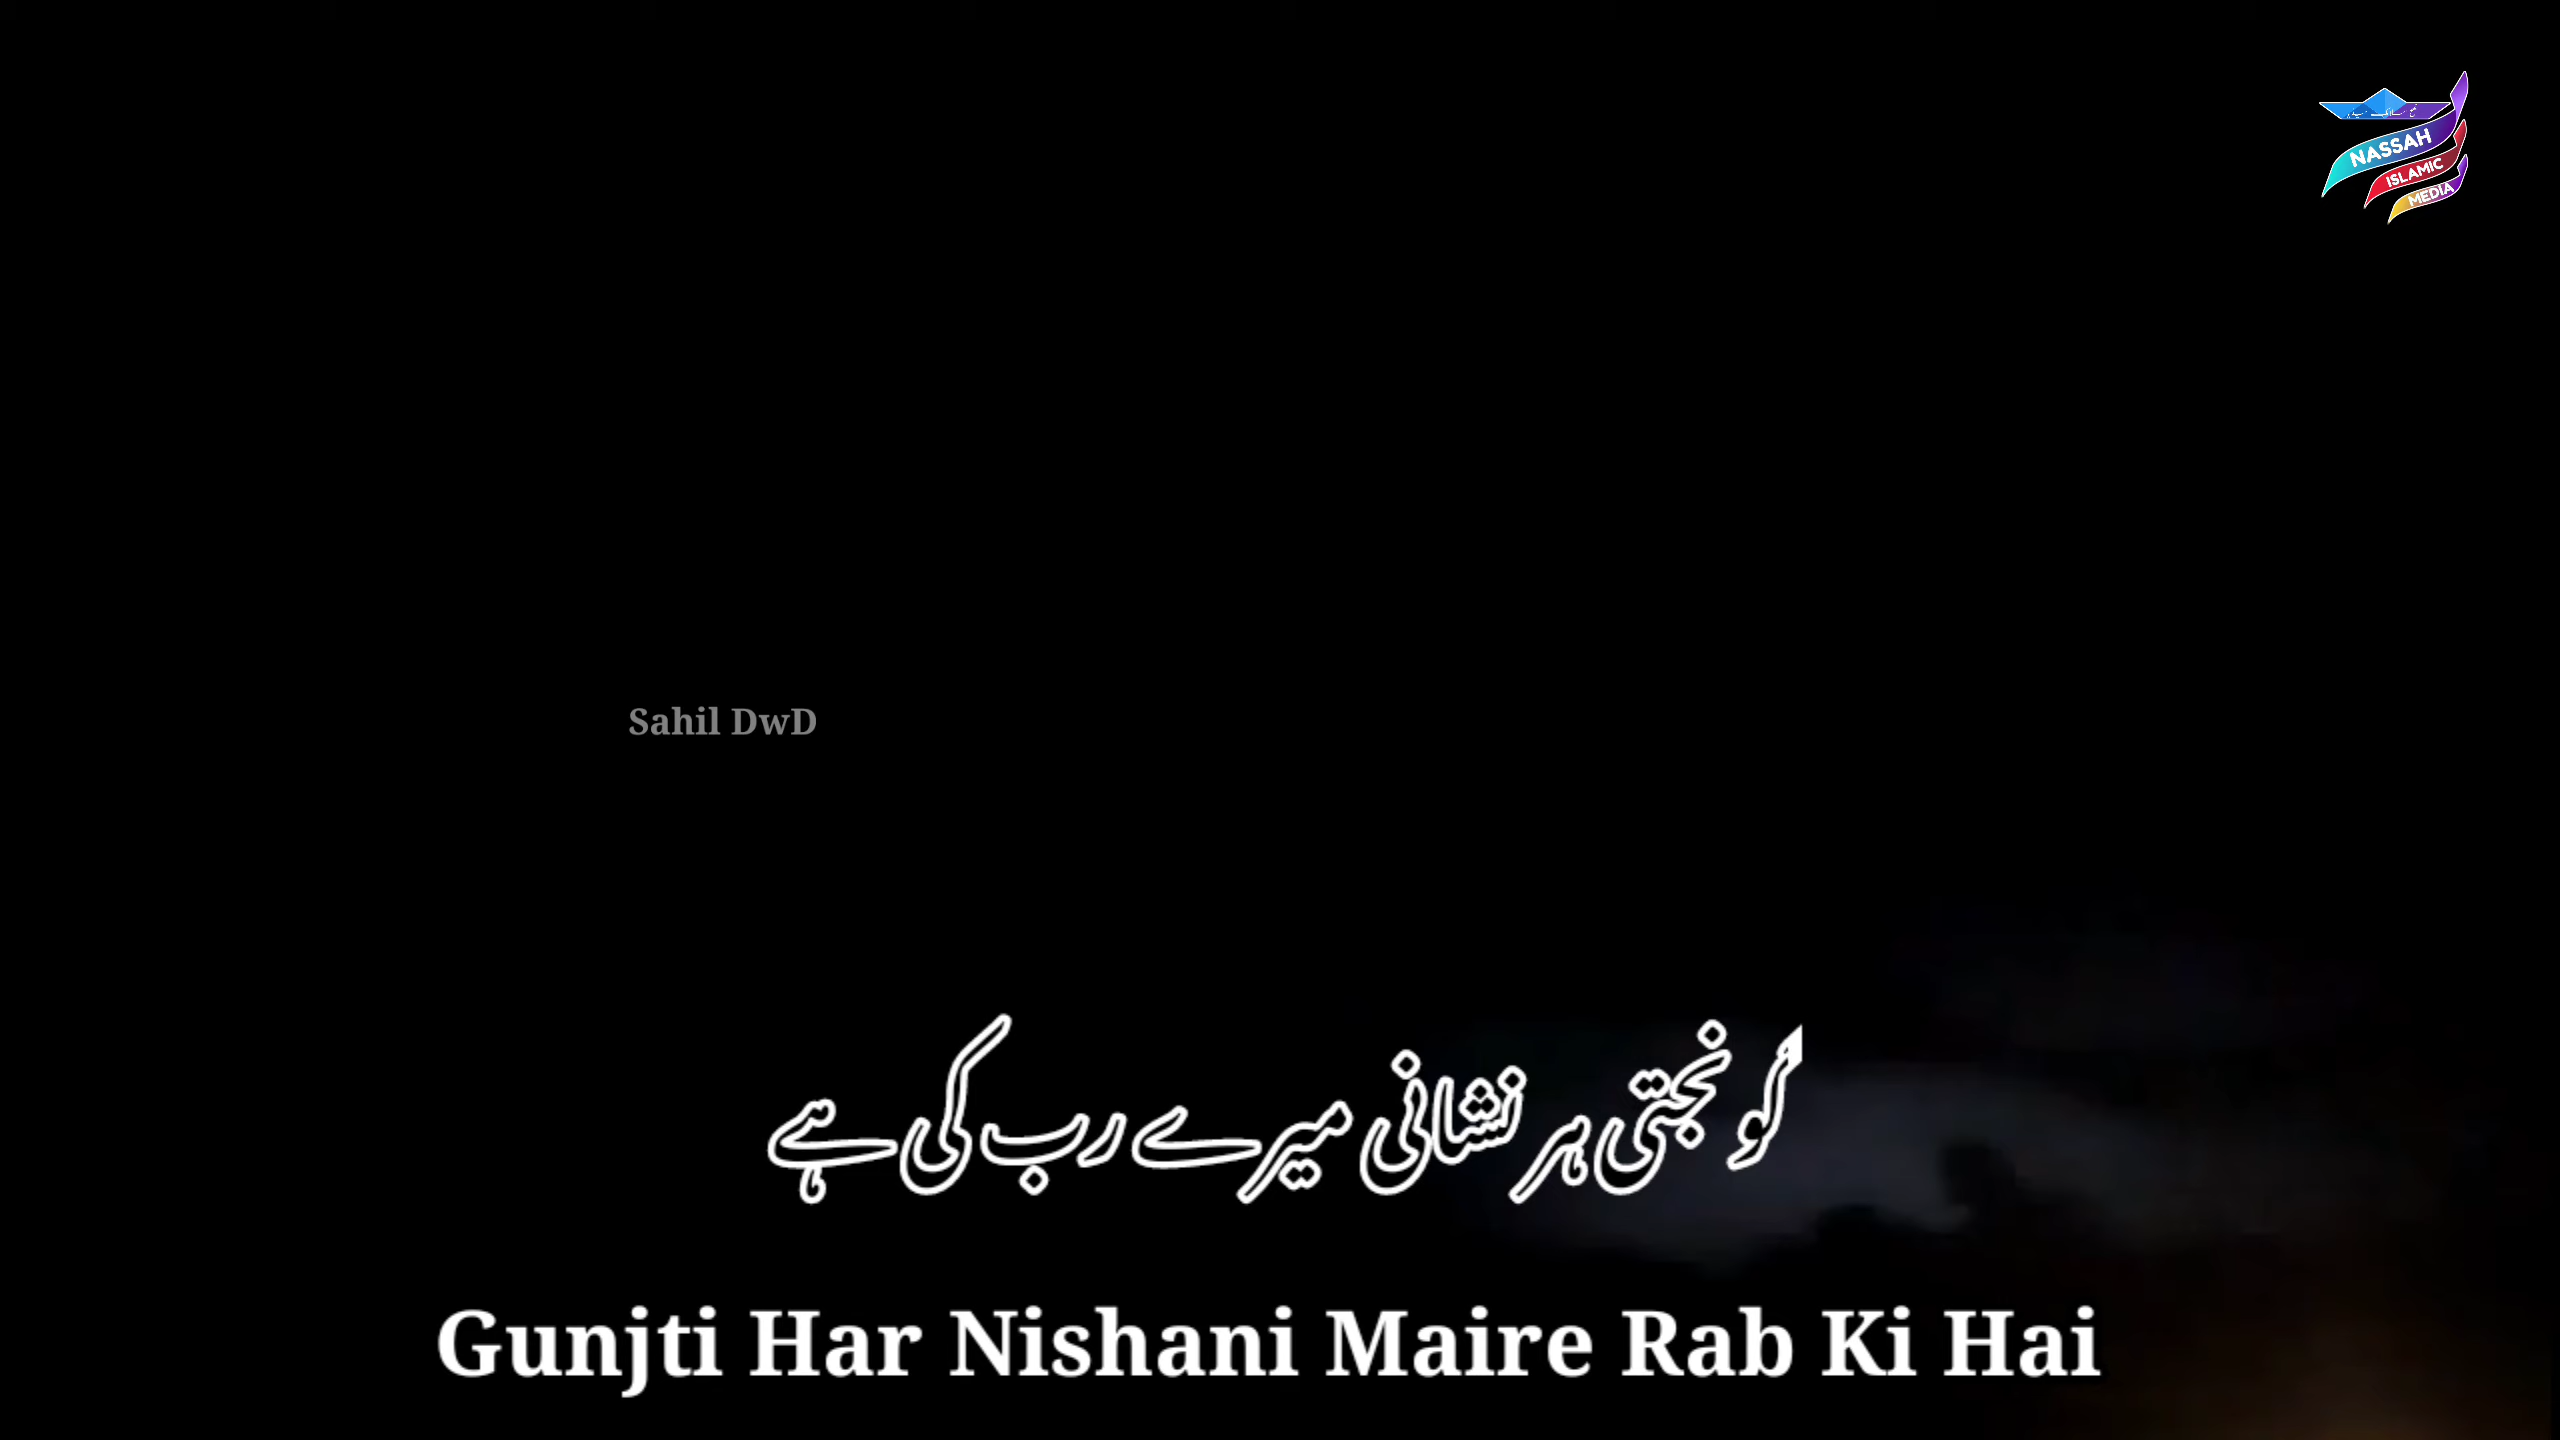 NASSAH
ISLAMIC
MEDIA
Sahil DwD
گونجتی ہر نشانی میرے رب کی ہے
Gunjti Har Nishani Maire Rab Ki Hai